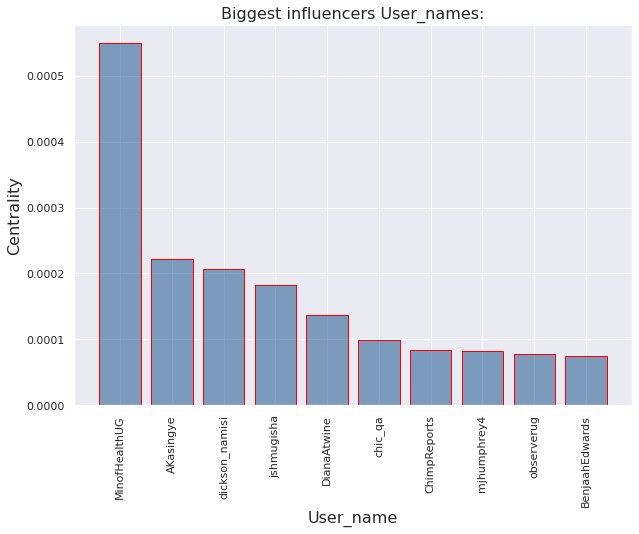 Biggest influencers User_names:
Centrality
0.0005
0.0004
0.0003
0.0002
0.0001
0.0000
MinofHealthUG
AKasingye
dickson_namisi
jshmugisha
DianaAtwine
chic_qa
ChimpReports
mjhumphrey4
observerug
BenjaahEdwards
User_name